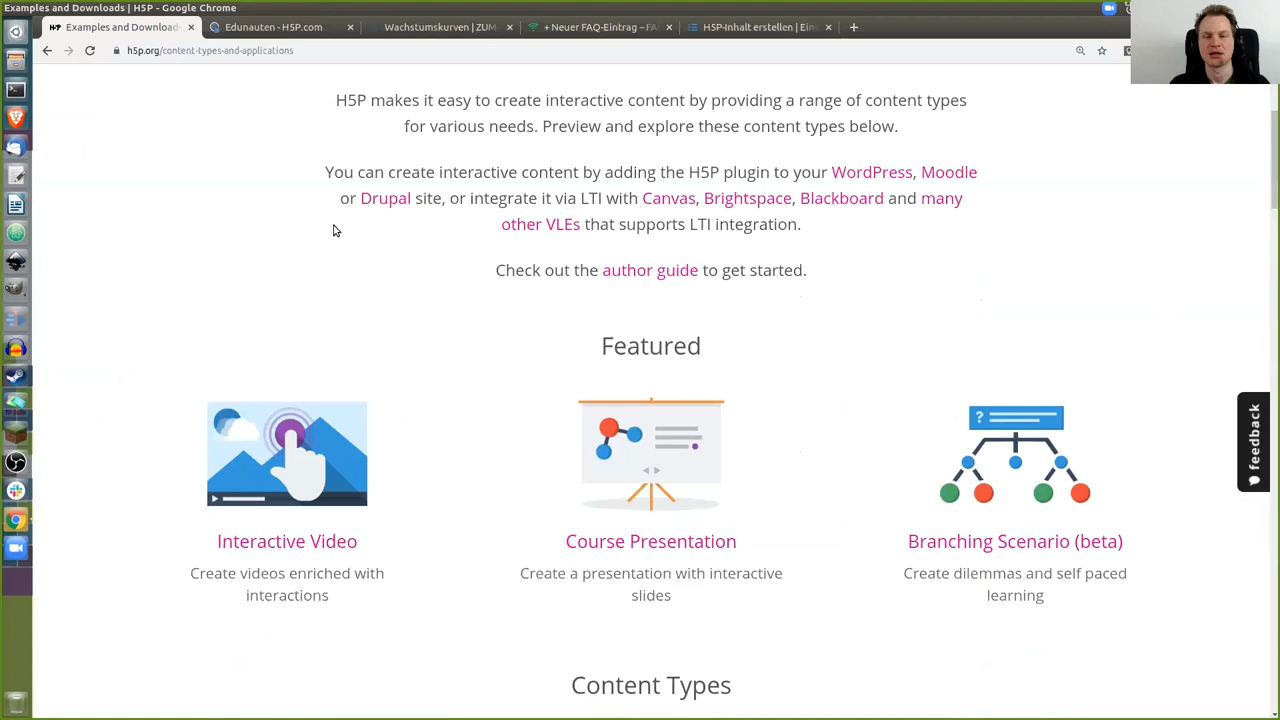 Examples and Downloads | H5P - Google Chrome
Examples and Download
Edunauten - H5P.com
Wachstumskurven | ZUM
+ Neuer FAQ-Eintrag – FA
H5P-Inhalt erstellen | Eins
h5p.org/content-types-and-applications
H5P makes it easy to create interactive content by providing a range of content types
for various needs. Preview and explore these content types below.
You can create interactive content by adding the H5P plugin to your WordPress, Moodle
or Drupal site, or integrate it via LTI with Canvas, Brightspace, Blackboard and many
other VLEs that supports LTI integration.
Check out the author guide to get started.
Featured
Interactive Video
Create videos enriched with
interactions
Course Presentation
Create a presentation with interactive
slides
?
Branching Scenario (beta)
Create dilemmas and self paced
learning
Content Types
feedback